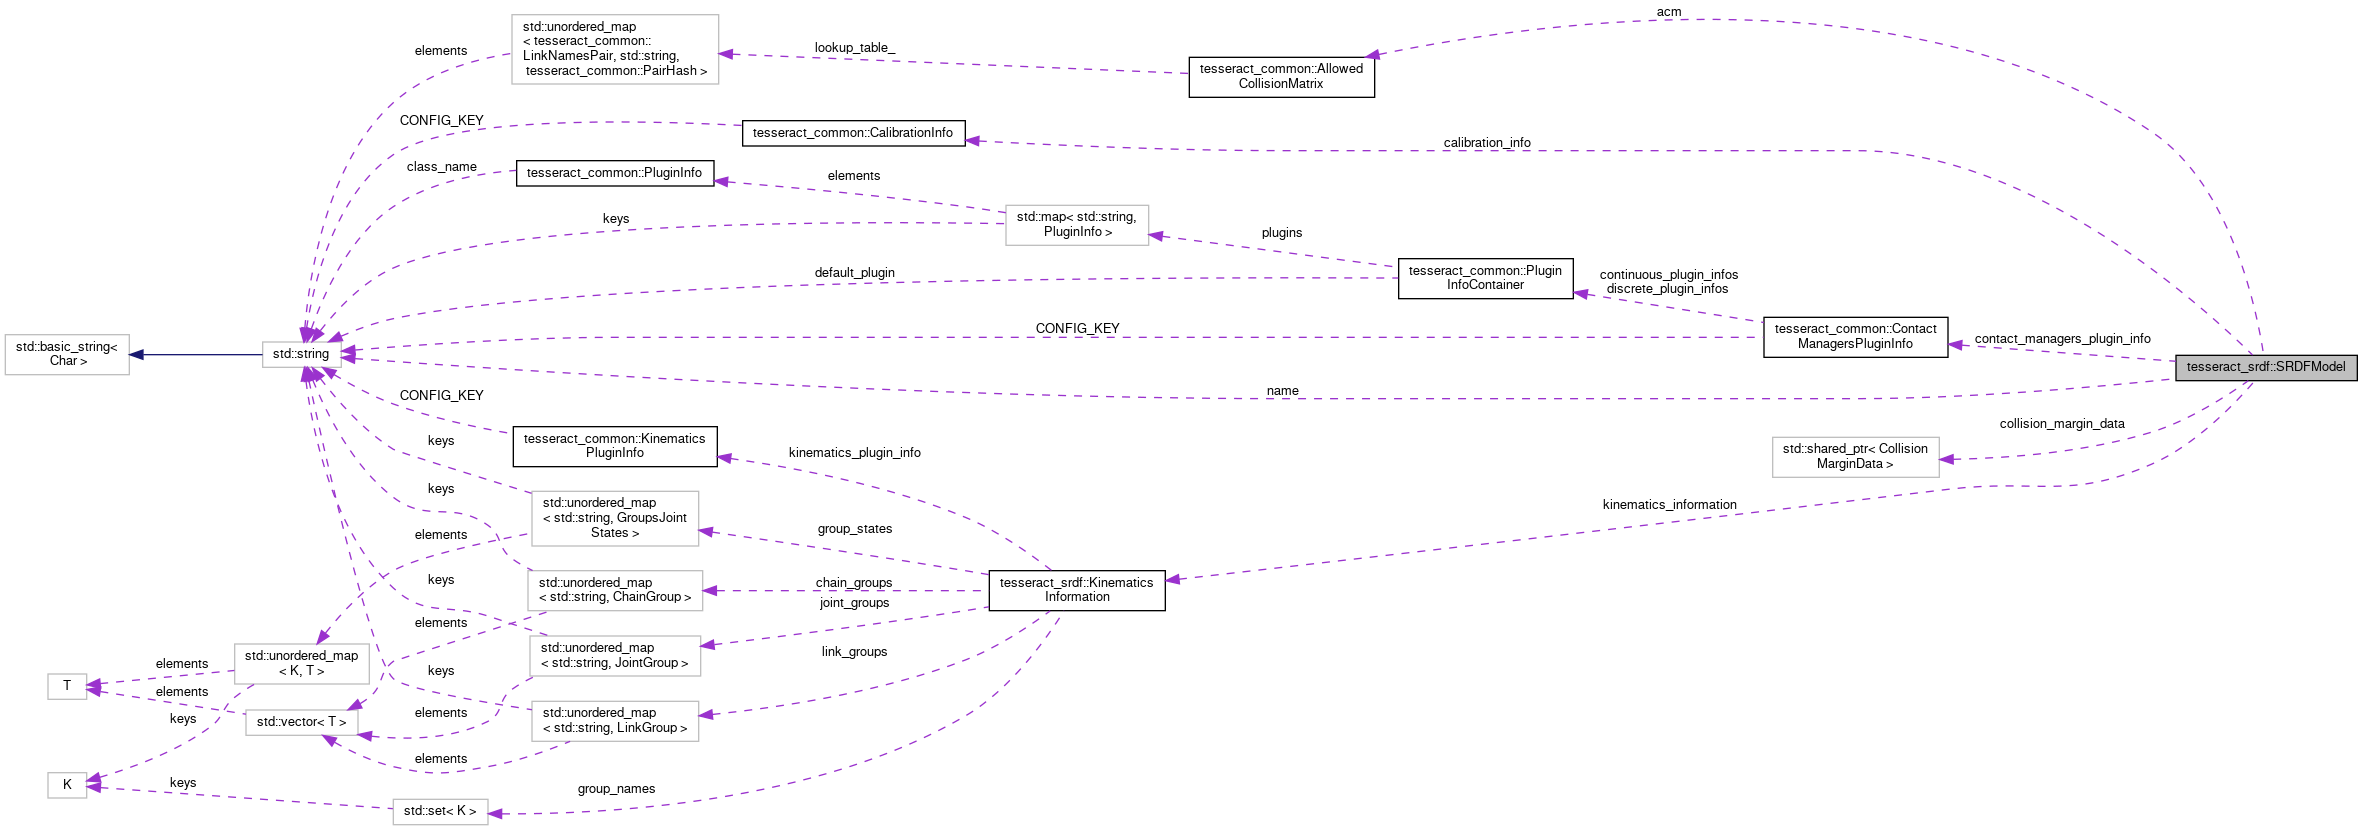 acm
std::unordered_map
< tesseract_common::
LinkNamesPair, std::string,
tesseract_common::PairHash >
elements
lookup_table_
tesseract_common::Allowed
CollisionMatrix
CONFIG_KEY
tesseract_common::CalibrationInfo
calibration_info
class_name
tesseract_common::PluginInfo
elements
keys
std::map< std::string,
PluginInfo >
plugins
default_plugin
tesseract_common::Plugin
InfoContainer
continuous_plugin_infos
discrete_plugin_infos
std::basic_string<
Char >
std::string
CONFIG_KEY
tesseract_common::Contact
ManagersPluginInfo
contact_managers_plugin_info
tesseract_srdf::SRDFModel
name
CONFIG_KEY
tesseract_common::Kinematics
PluginInfo
kinematics_plugin_info
std::shared_ptr< Collision
MarginData >
collision_margin_data
keys
keys
std::unordered_map
< std::string, GroupsJoint
States >
group_states
kinematics_information
elements
keys
std::unordered_map
< std::string, ChainGroup >
chain_groups
joint_groups
tesseract_srdf::Kinematics
Information
elements
std::unordered_map
< std::string, JointGroup >
link_groups
std::unordered_map
< K, T >
elements
T
elements
keys
keys
std::vector< T >
elements
std::unordered_map
< std::string, LinkGroup >
elements
K
keys
std::set< K >
group_names